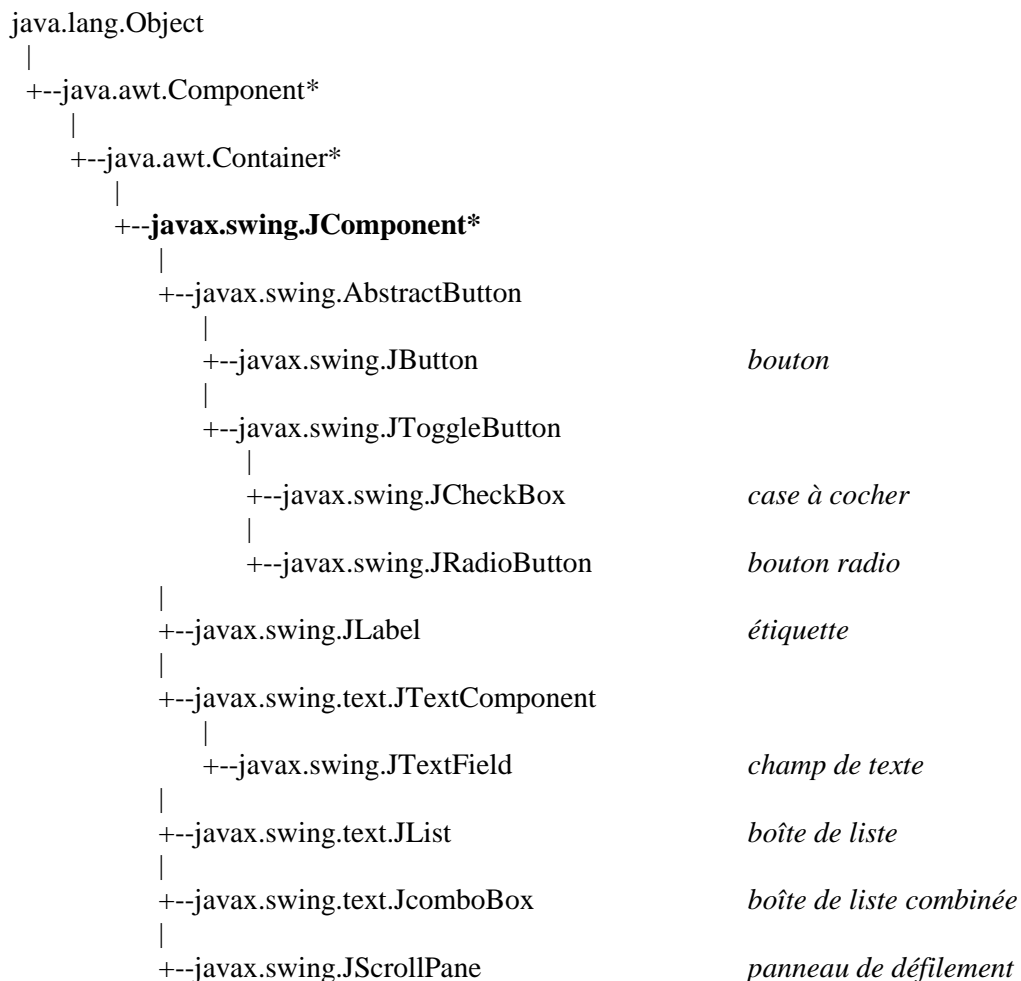 java.lang.Object
|
+--java.awt.Component*
|
+--java.awt.Container*
|
+--javax.swing.JComponent*
|
+--javax.swing.AbstractButton
|
+--javax.swing.JButton bouton
|
+--javax.swing.JToggleButton
|
+--javax.swing.JCheckBox case à cocher
|
+--javax.swing.JRadioButton bouton radio
|
+--javax.swing.JLabel étiquette
|
+--javax.swing.text.JTextComponent
|
+--javax.swing.JTextField champ de texte
|
+--javax.swing.text.JList boîte de liste
|
+--javax.swing.text.JcomboBox boîte de liste combinée
|
+--javax.swing.JScrollPane panneau de défilement